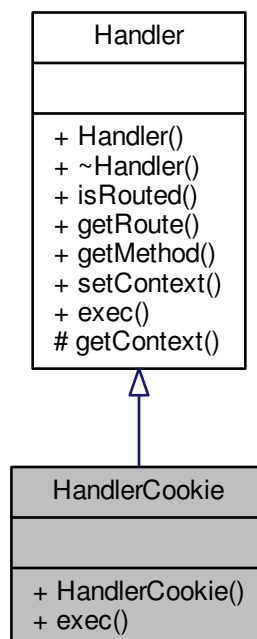 Handler
+ Handler()
+ ~Handler()
+ isRouted()
+ getRoute()
+ getMethod()
+ setContext()
+ exec()
# getContext()
HandlerCookie
+ HandlerCookie()
+ exec()